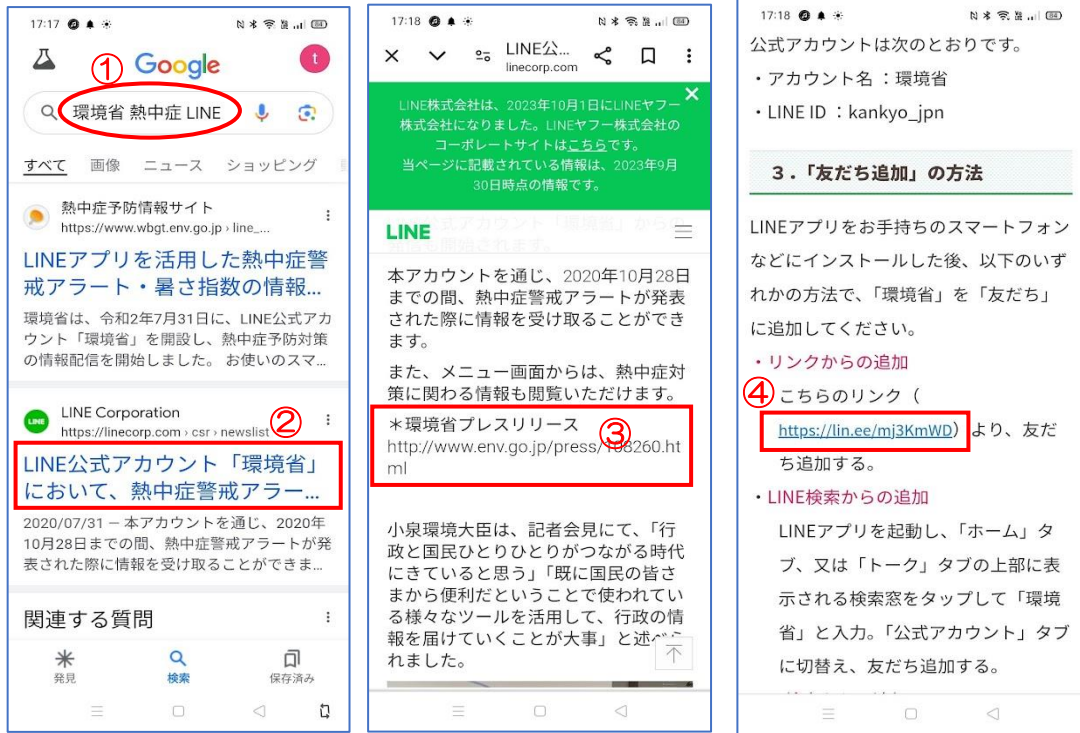 17:17
84
①
Google
t
環境省 熱中症 LINE
すべて 画像 ニュース ショッピング
熱中症予防情報サイト
https://www.wbgt.env.go.jp › line_...
LINEアプリを活用した熱中症警
戒アラート・暑さ指数の情報...
環境省は、令和2年7月31日に、LINE公式アカ
ウント「環境省」を開設し、熱中症予防対策
の情報配信を開始しました。 お使いのスマ...
LINE
LINE Corporation
②
https://linecorp.com › csr › newslist
LINE公式アカウント「環境省」
において、熱中症警戒アラー...
2020/07/31 – 本アカウントを通じ、2020年
10月28日までの間、熱中症警戒アラートが発
表された際に情報を受け取ることができま...
関連する質問
発見 検索 保存済み
17:18
84
LINE公...
linecorp.com
LINE株式会社は、2023年10月1日にLINEヤフー
株式会社になりました。LINEヤフー株式会社の
コーポレートサイトはこちらです。
当ページに記載されている情報は、2023年9月
30日時点の情報です。
LINE
本アカウントを通じ、2020年10月28日
までの間、熱中症警戒アラートが発表
された際に情報を受け取ることができ
ます。
また、メニュー画面からは、熱中症対
策に関わる情報も閲覧いただけます。
＊環境省プレスリリース
③
http://www.env.go.jp/press/108260.ht
ml
小泉環境大臣は、記者会見にて、「行
政と国民ひとりひとりがつながる時代
にきていると思う」「既に国民の皆さ
まから便利だということで使われてい
る様々なツールを活用して、行政の情
報を届けていくことが大事」と述べら
れました。
17:18
84
公式アカウントは次のとおりです。
・アカウント名 ：環境省
・LINE ID ：kankyo_jpn
３．「友だち追加」の方法
LINEアプリをお手持ちのスマートフォン
などにインストールした後、以下のいず
れかの方法で、「環境省」を「友だち」
に追加してください。
・リンクからの追加
④
こちらのリンク（
https://lin.ee/mj3KmWD）より、友だ
ち追加する。
・LINE検索からの追加
LINEアプリを起動し、「ホーム」タ
ブ、又は「トーク」タブの上部に表
示される検索窓をタップして「環境
省」と入力。「公式アカウント」タブ
に切替え、友だち追加する。